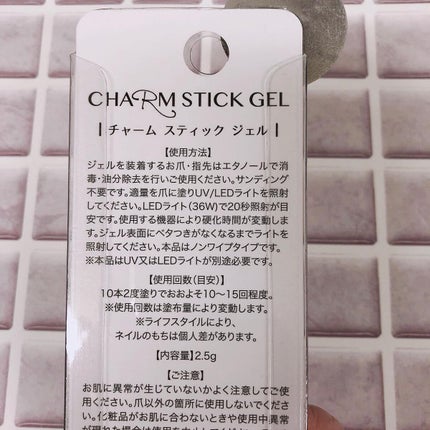 CHARM STICK GEL
| チャーム スティック ジェル |
【使用方法】
ジェルを装着するお爪・指先はエタノールで消
毒・油分除去を行いご使用ください。サンディング
不要です。適量を爪に塗りUV/LEDライトを照射
してください。LEDライト(36W)で20秒照射が目
安です。使用する機器により硬化時間が変動しま
す。ジェル表面にベタつきがなくなるまでライトを
照射してください。本品はノンワイプタイプです。
※本品はUV又はLEDライトが別途必要です。
【使用回数(目安)】
10本2度塗りでおおよそ10〜15回程度。
※使用回数は塗布量により変動します。
※ライフスタイルにより、
ネイルのもちは個人差があります。
【内容量】2.5g
【ご注意】
お肌に異常が生じていないかよく注意してご使
用ください。爪以外の箇所に使用しないでくださ
い。化粧品がお肌に合わないときや使用中異常